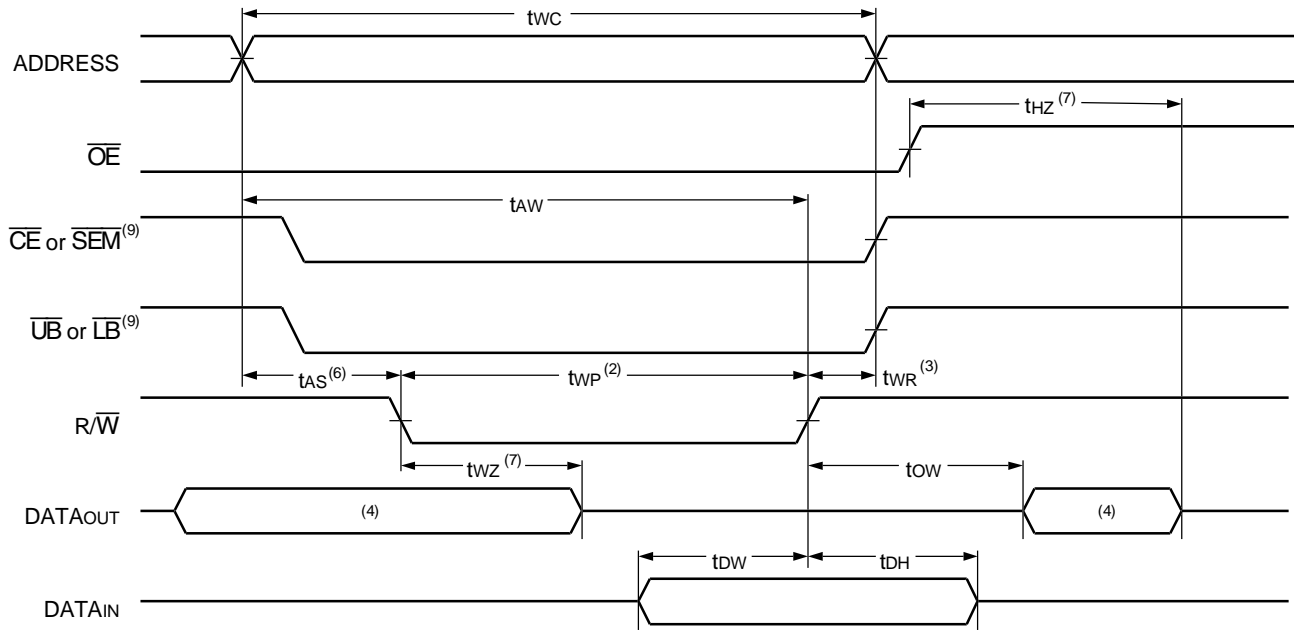 tWC
ADDRESS
tHZ (7)
OE
tAW
CE or SEM (9)
UB or LB (9)
tAS (6)
tWP (2)
tWR (3)
R/W
tWZ (7)
tOW
DATAOUT
(4)
(4)
tDW
tDH
DATAIN